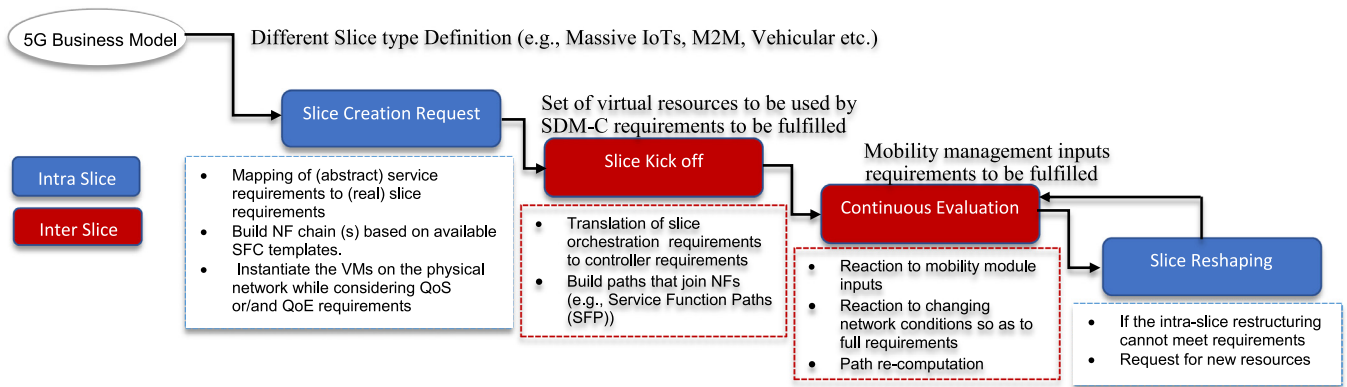 5G Business Model
Different Slice type Definition (e.g., Massive IoTs, M2M, Vehicular etc.)
Slice Creation Request
Set of virtual resources to be used by
SDM-C requirements to be fulfilled
Slice Kick off
Mobility management inputs
requirements to be fulfilled
Continuous Evaluation
Slice Reshaping
Intra Slice
Inter Slice
• Mapping of (abstract) service
requirements to (real) slice
requirements
• Build NF chain (s) based on available
SFC templates.
• Instantiate the VMs on the physical
network while considering QoS
or/and QoE requirements
• Translation of slice
orchestration requirements
to controller requirements
• Build paths that join NFs
(e.g., Service Function Paths
(SFP))
• Reaction to mobility module
inputs
• Reaction to changing
network conditions so as to
full requirements
• Path re-computation
• If the intra-slice restructuring
cannot meet requirements
• Request for new resources